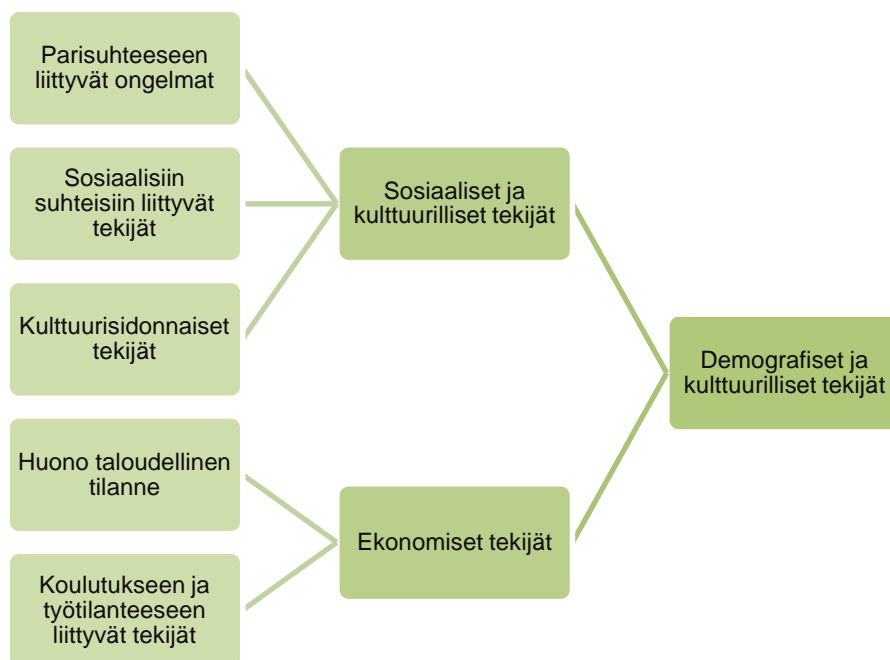 Parisuhteeseen
liittyvät ongelmat
Sosiaalisiin
suhteisiin liittyvät
tekijät
Kulttuurisidonnaiset
tekijät
Huono taloudellinen
tilanne
Koulutukseen ja
työtilanteeseen
liittyvät tekijät
Sosiaaliset ja
kulttuurilliset tekijät
Ekonomiset tekijät
Demografiset ja
kulttuurilliset tekijät